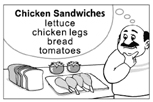 Chicken Sandwiches
lettuce
chicken legs
bread
tomatoes